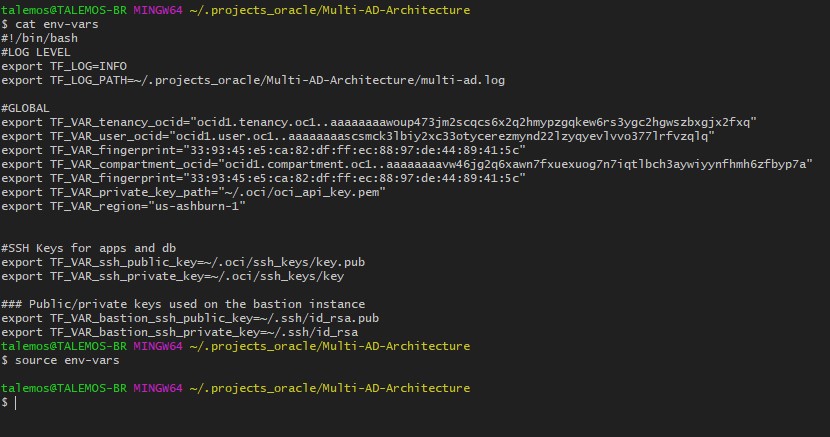 talemos@TALEMOS-BR MINGW64 ~/.projects_oracle/Multi-AD-Architecture
$ cat env-vars
#!/bin/bash
#LOG LEVEL
export TF_LOG=INFO
export TF_LOG_PATH=~/.projects_oracle/Multi-AD-Architecture/multi-ad.log

#GLOBAL
export TF_VAR_tenancy_ocid="ocid1.tenancy.oc1..aaaaaaaawoup473jm2scqcs6x2q2hmypzgqkew6rs3ygc2hgwszbxgjx2fxq"
export TF_VAR_user_ocid="ocid1.user.oc1..aaaaaaaascsmck3lbiy2xc33otycerezmynd22lzyqyevlvvo377lrfvzqlq"
export TF_VAR_fingerprint="33:93:45:e5:ca:82:df:ff:ec:88:97:de:44:89:41:5c"
export TF_VAR_compartment_ocid="ocid1.compartment.oc1..aaaaaaaavw46jg2q6xawn7fxuexuog7n7iqtlbch3aywiyynfhmh6zfbyp7a"
export TF_VAR_fingerprint="33:93:45:e5:ca:82:df:ff:ec:88:97:de:44:89:41:5c"
export TF_VAR_private_key_path="~/.oci/oci_api_key.pem"
export TF_VAR_region="us-ashburn-1"

#SSH Keys for apps and db
export TF_VAR_ssh_public_key=~/.oci/ssh_keys/key.pub
export TF_VAR_ssh_private_key=~/.oci/ssh_keys/key

### Public/private keys used on the bastion instance
export TF_VAR_bastion_ssh_public_key=~/.ssh/id_rsa.pub
export TF_VAR_bastion_ssh_private_key=~/.ssh/id_rsa
talemos@TALEMOS-BR MINGW64 ~/.projects_oracle/Multi-AD-Architecture
$ source env-vars

talemos@TALEMOS-BR MINGW64 ~/.projects_oracle/Multi-AD-Architecture
$